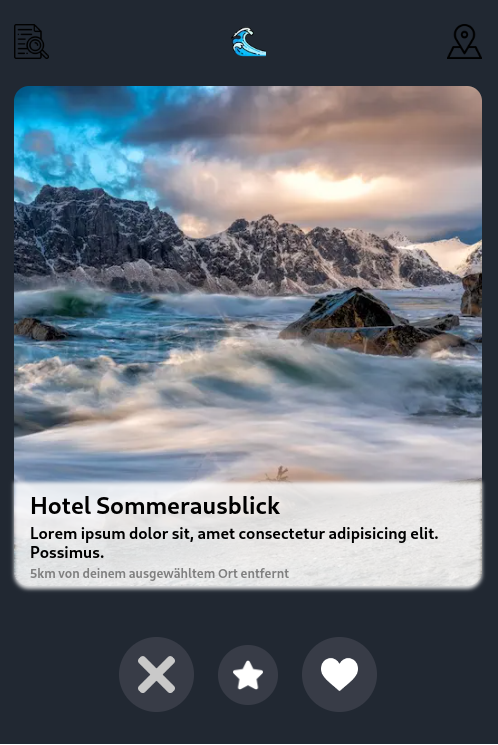 Hotel Sommerausblick
Lorem ipsum dolor sit, amet consectetur adipisicing elit.
Possimus.
5km von deinem ausgewähltem Ort entfernt